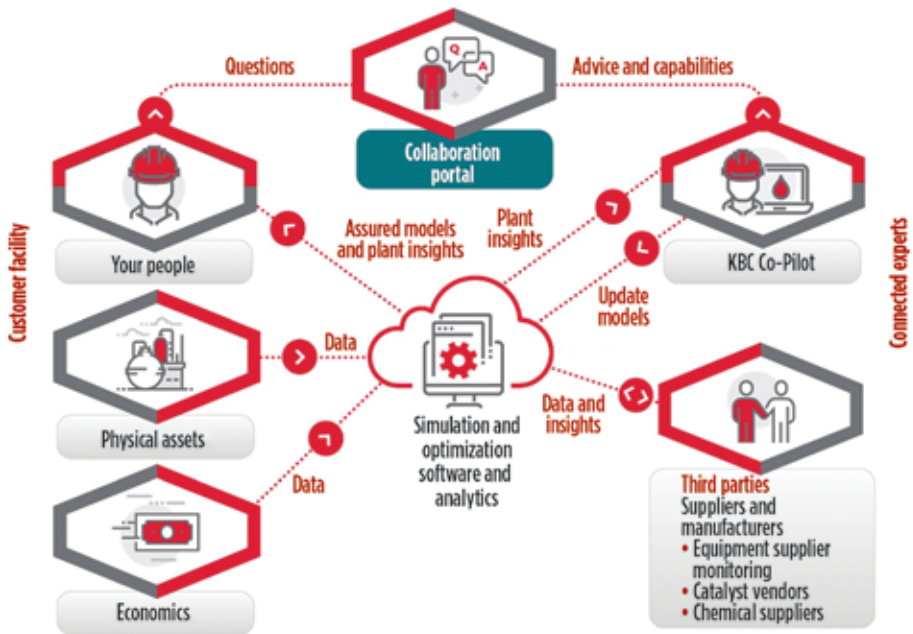 Questions
Q
A
Advice and capabilities
Collaboration
portal
Customer facility
Your people
Assured models
and plant insights
Plant
insights
KBC Co-Pilot
Connected experts
Update
models
Data
Physical assets
Simulation and
optimization
software and
analytics
Data and
insights
Data
Economics
Third parties
Suppliers and
manufacturers
• Equipment supplier
monitoring
• Catalyst vendors
• Chemical suppliers